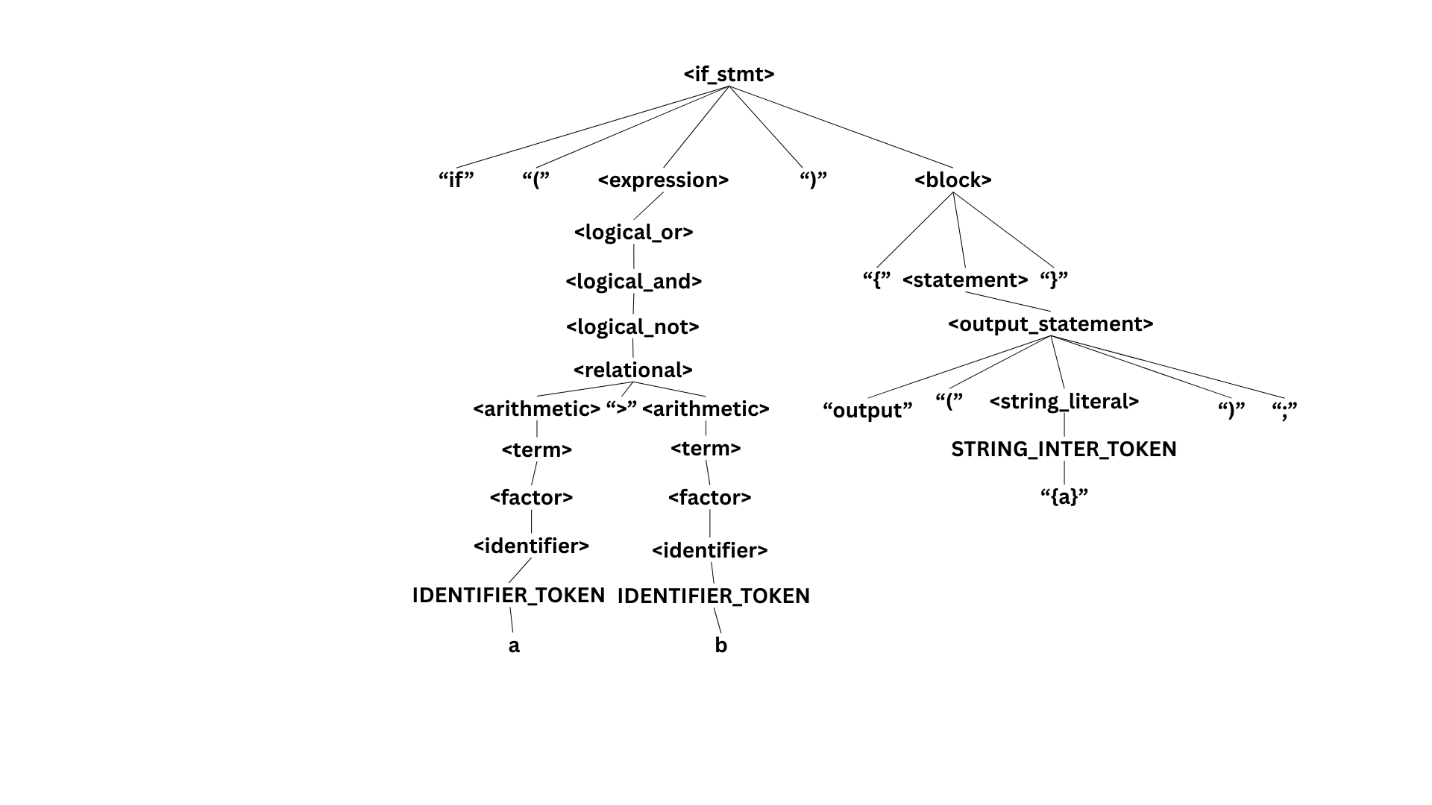 <if_stmt>
“if” “(” <expression> “)” <block>
<logical_or>
<logical_and>
“{” <statement> “}”
<logical_not>
<output_statement>
<relational>
<arithmetic> “>” <arithmetic>
“output” “(” <string_literal> “)” “;”
<term> <term> STRING_INTER_TOKEN
<factor> <factor> “{a}”
<identifier> <identifier>
IDENTIFIER_TOKEN IDENTIFIER_TOKEN
a b